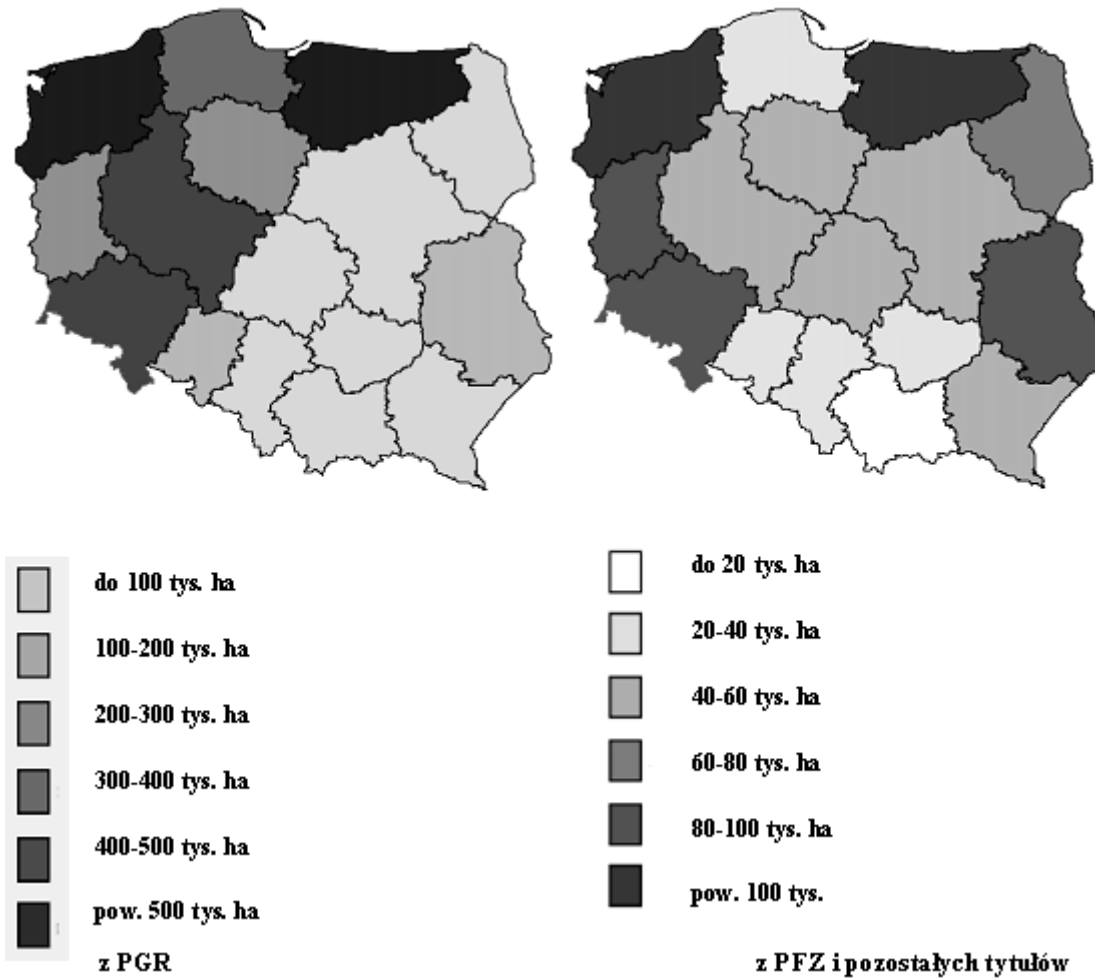 do 100 tys. ha
100-200 tys. ha
200-300 tys. ha
300-400 tys. ha
400-500 tys. ha
pow. 500 tys. ha
z PGR
do 20 tys. ha
20-40 tys. ha
40-60 tys. ha
60-80 tys. ha
80-100 tys. ha
pow. 100 tys.
z PFZ i pozostałych tytułów